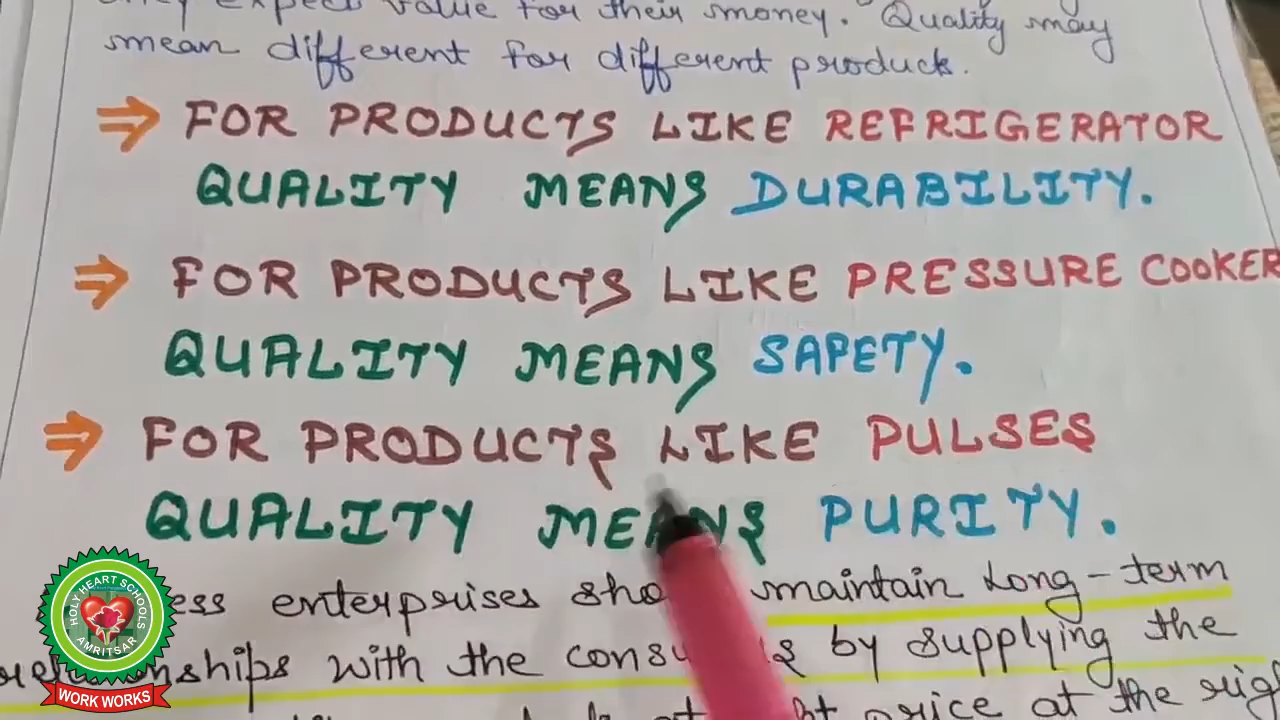 expect value for their money. Quality may
mean different for different product.
⇒ FOR PRODUCTS LIKE REFRIGERATOR
QUALITY MEANS DURABILITY.
⇒ FOR PRODUCTS LIKE PRESSURE COOKER
QUALITY MEANS SAFETY.
⇒ FOR PRODUCTS LIKE PULSES
QUALITY MEANS PURITY.
enterprises maintain long-term
with the by supplying the
price at the
HOLY HEART SCHOOLS
AMRITSAR
WORK WORKS